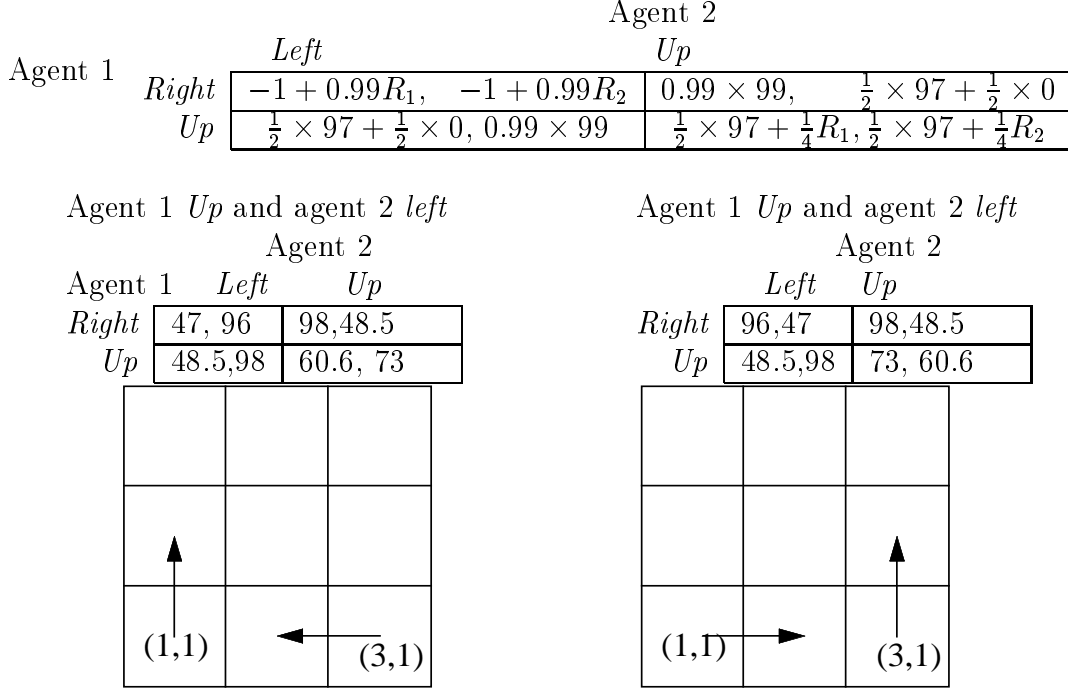 Agent 2
Left Up
Agent 1
Right −1 + 0.99R₁, −1 + 0.99R₂ 0.99 × 99, ½ × 97 + ½ × 0
Up ½ × 97 + ½ × 0, 0.99 × 99 ½ × 97 + ¼R₁, ½ × 97 + ¼R₂
Agent 1 Up and agent 2 left
Agent 2
Agent 1 Left Up
Right 47, 96 98,48.5
Up 48.5,98 60.6, 73
(1,1) (3,1)
Agent 1 Up and agent 2 left
Agent 2
Left Up
Right 96,47 98,48.5
Up 48.5,98 73, 60.6
(1,1) (3,1)